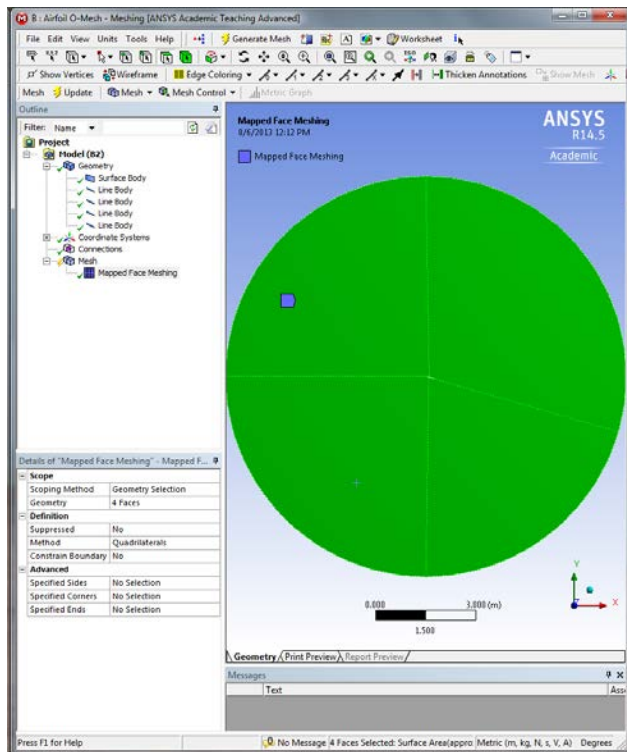 B : Airfoil O-Mesh - Meshing [ANSYS Academic Teaching Advanced]
File Edit View Units Tools Help Generate Mesh Worksheet
Show Vertices Wireframe Edge Coloring Thicken Annotations Show Mesh
Mesh Update Mesh Mesh Control Metric Graph
Outline
Filter: Name
Project
Model (B2)
Geometry
Surface Body
Line Body
Line Body
Line Body
Line Body
Coordinate Systems
Connections
Mesh
Mapped Face Meshing
Details of "Mapped Face Meshing" - Mapped F...
Scope
Scoping Method Geometry Selection
Geometry 4 Faces
Definition
Suppressed No
Method Quadrilaterals
Constrain Boundary No
Advanced
Specified Sides No Selection
Specified Corners No Selection
Specified Ends No Selection
Mapped Face Meshing
8/6/2013 12:12 PM
Mapped Face Meshing
ANSYS
R14.5
Academic
Y
X
0.000 3.000 (m)
1.500
Geometry Print Preview Report Preview
Messages
Text Ass
Press F1 for Help No Message 4 Faces Selected: Surface Area(appro Metric (m, kg, N, s, V, A) Degrees